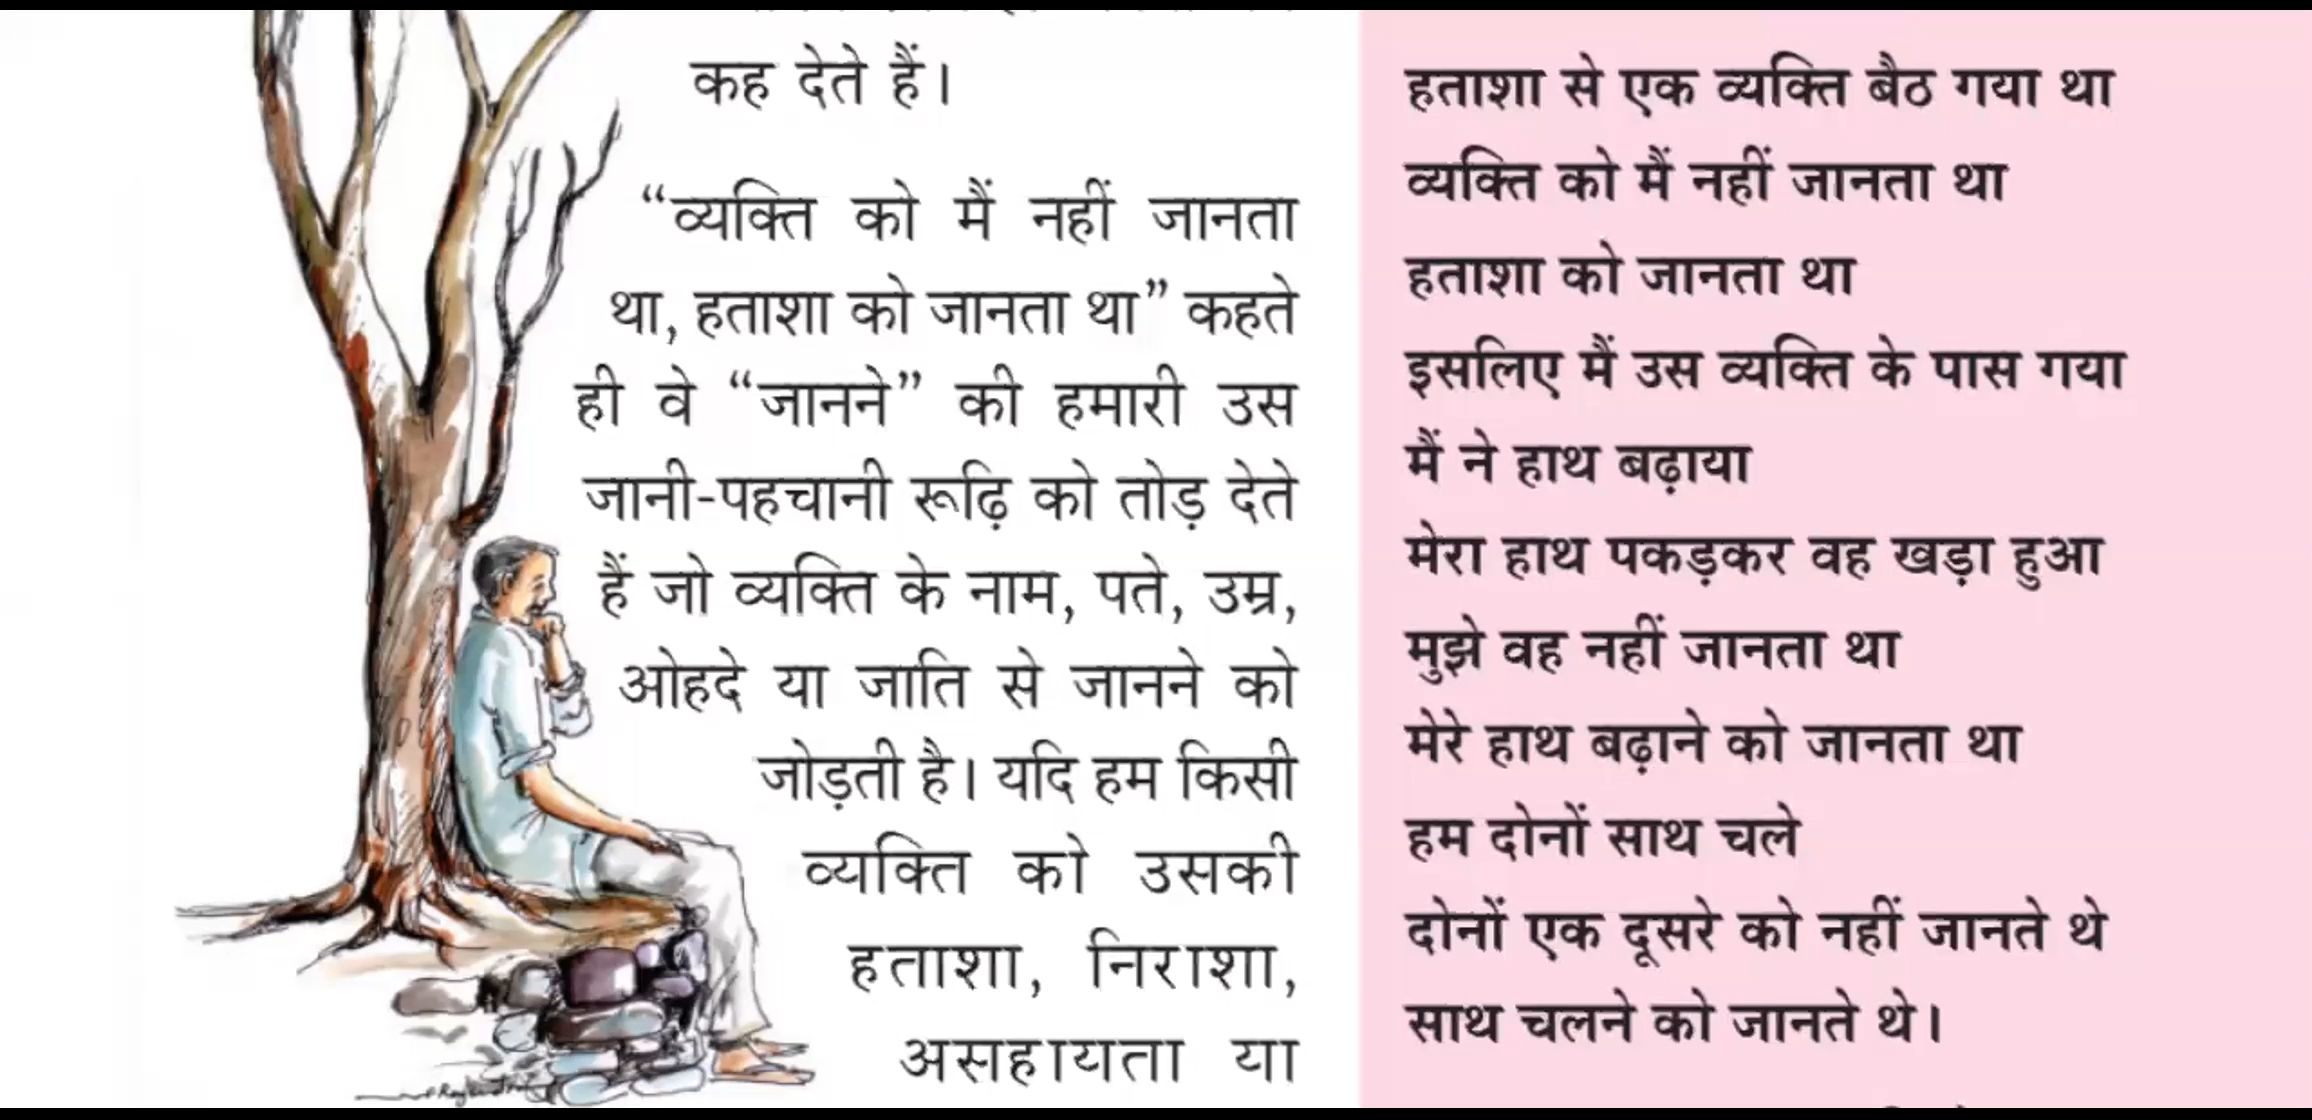 कह देते हैं।
“व्यक्ति को मैं नहीं जानता
था, हताशा को जानता था” कहते
ही वे “जानने” की हमारी उस
जानी-पहचानी रूढ़ि को तोड़ देते
हैं जो व्यक्ति के नाम, पते, उम्र,
ओहदे या जाति से जानने को
जोड़ती है। यदि हम किसी
व्यक्ति को उसकी
हताशा, निराशा,
असहायता या
हताशा से एक व्यक्ति बैठ गया था
व्यक्ति को मैं नहीं जानता था
हताशा को जानता था
इसलिए मैं उस व्यक्ति के पास गया
मैं ने हाथ बढ़ाया
मेरा हाथ पकड़कर वह खड़ा हुआ
मुझे वह नहीं जानता था
मेरे हाथ बढ़ाने को जानता था
हम दोनों साथ चले
दोनों एक दूसरे को नहीं जानते थे
साथ चलने को जानते थे।